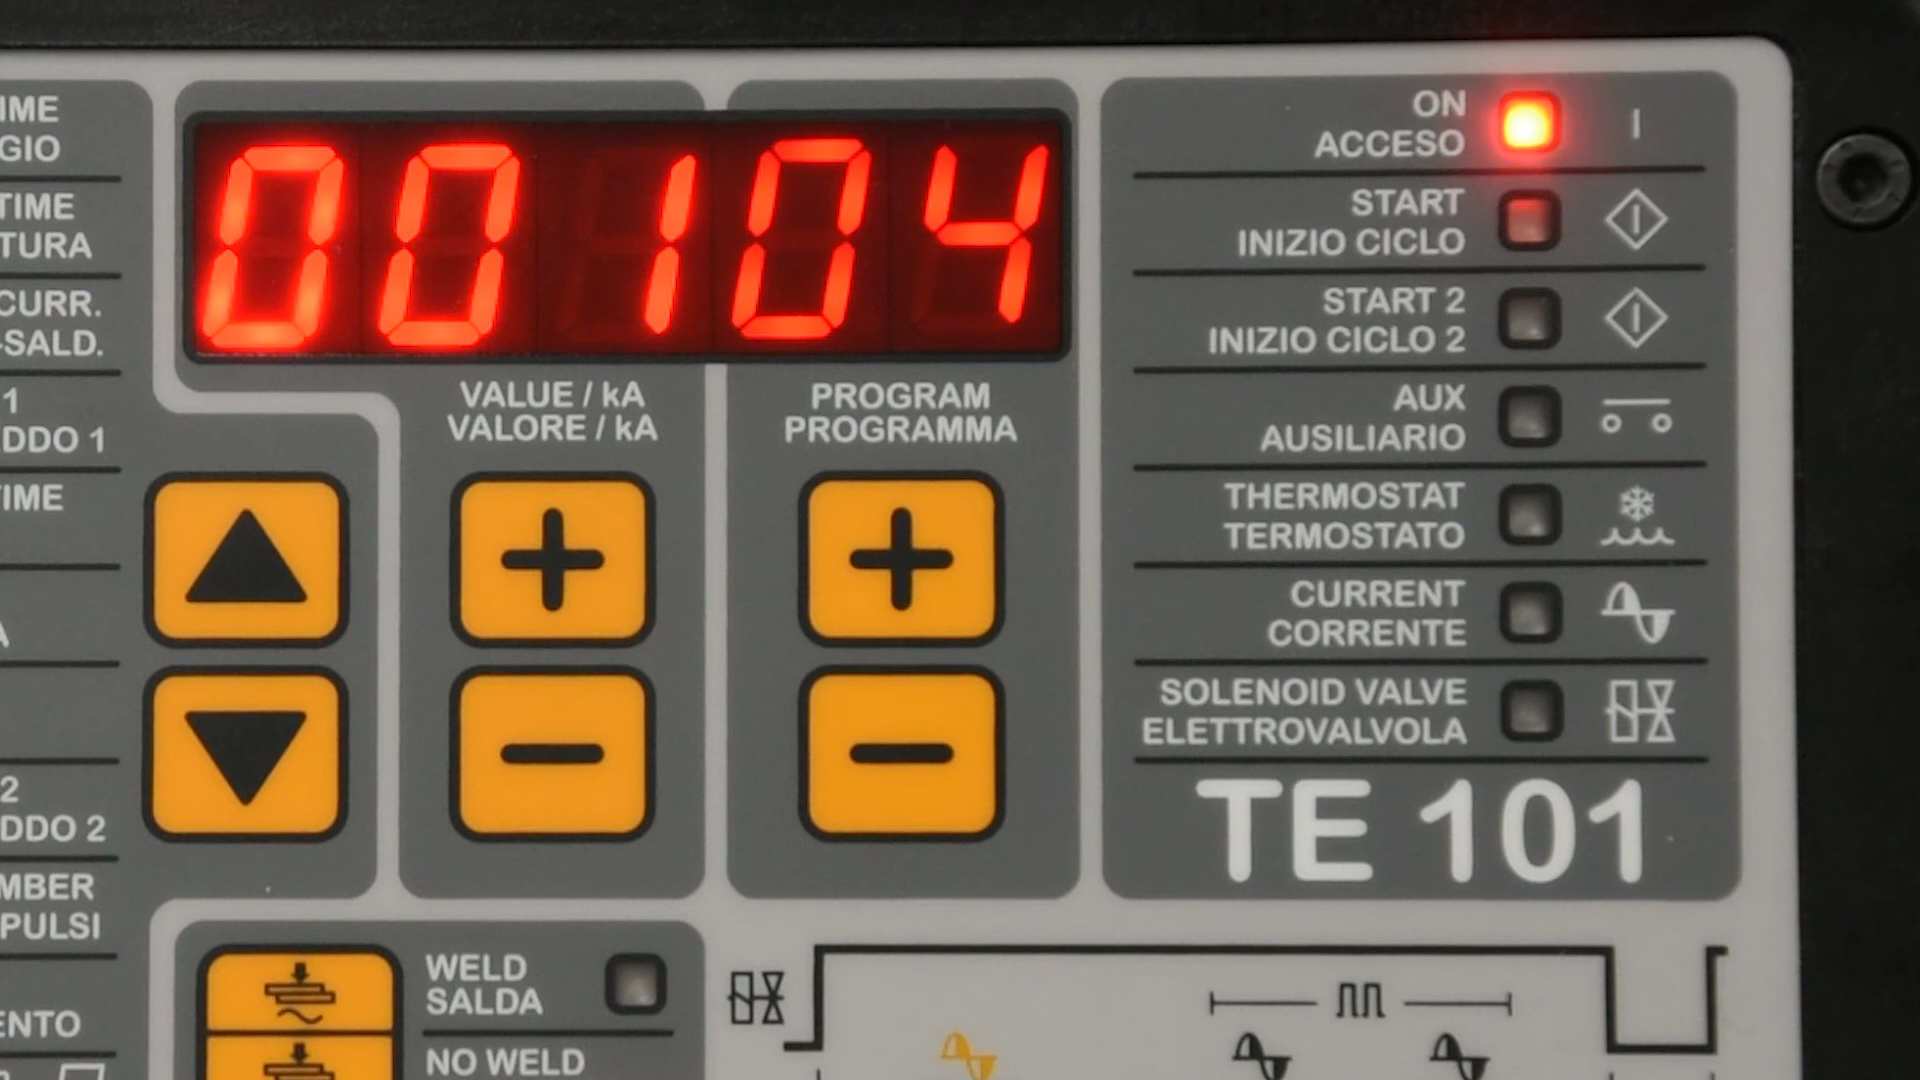 IME
GIO
TIME
TURA
CURR.
-SALD.
1
DDO 1
TIME
A
2
DDO 2
MBER
PULSI
ENTO
00104
VALUE / kA
VALORE / kA
PROGRAM
PROGRAMMA
WELD
SALDA
NO WELD
ON
ACCESO
I
START
INIZIO CICLO
START 2
INIZIO CICLO 2
AUX
AUSILIARIO
THERMOSTAT
TERMOSTATO
CURRENT
CORRENTE
SOLENOID VALVE
ELETTROVALVOLA
TE 101